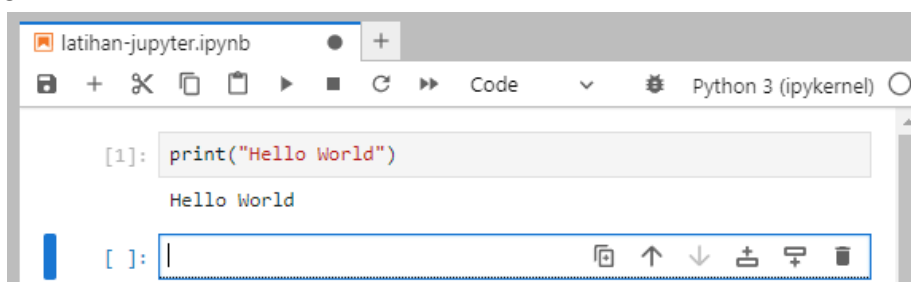 latihan-jupyter.ipynb
Code Python 3 (ipykernel)
[1]: print("Hello World")
Hello World
[ ]: